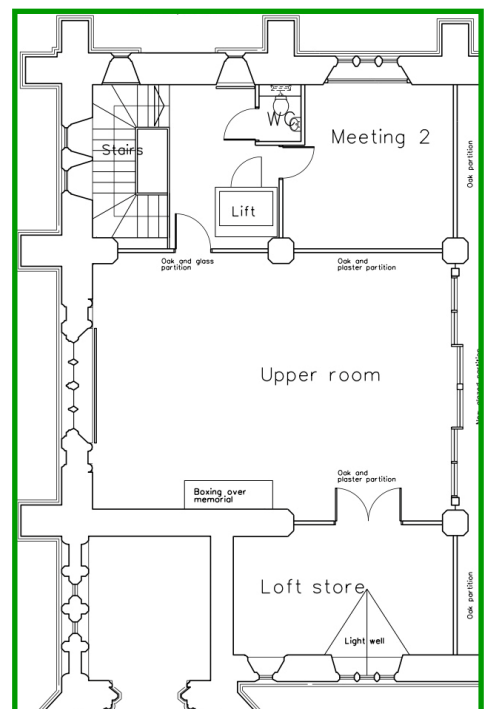 WC
Meeting 2
Stairs
Oak partition
Lift
Oak and glass
partition
Oak and
plaster partition
Upper room
Oak and
plaster partition
Boxing over
memorial
Loft store
Oak partition
Light well